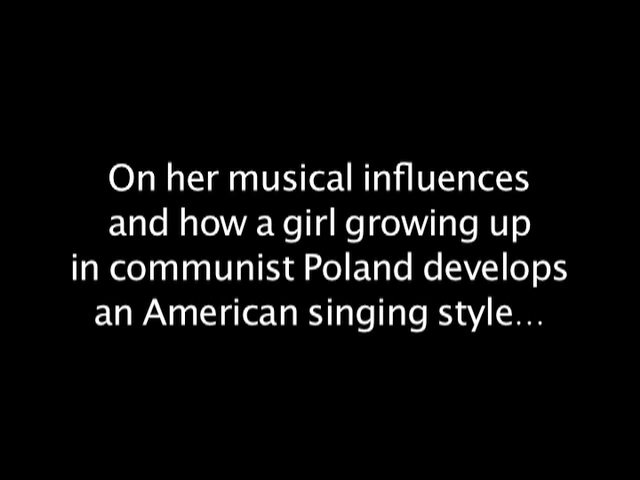 On her musical influences
and how a girl growing up
in communist Poland develops
an American singing style...